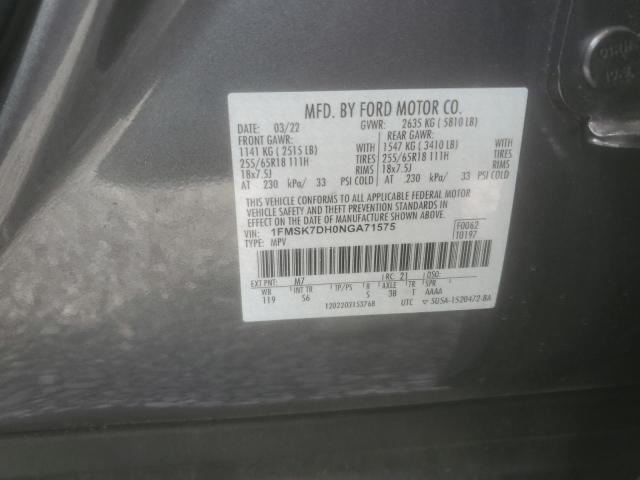 MFD. BY FORD MOTOR CO.
DATE: 03/22 GVWR: 2635 KG ( 5810 LB)
FRONT GAWR: REAR GAWR:
1141 KG ( 2515 LB) WITH 1547 KG ( 3410 LB) WITH
255/65R18 111H TIRES 255/65R18 111H TIRES
18x7.5J RIMS 18x7.5J RIMS
AT 230 kPa/ 33 PSI COLD AT 230 kPa/ 33 PSI COLD
THIS VEHICLE CONFORMS TO ALL APPLICABLE FEDERAL MOTOR
VEHICLE SAFETY AND THEFT PREVENTION STANDARDS IN
EFFECT ON THE DATE OF MANUFACTURE SHOWN ABOVE.
VIN: 1FMSK7DH0NGA71575 F0062
TYPE: MPV T0197
EXT PNT: M7 RC: 21 DSO:
WB INT TR TP/PS R AXLE TR SPR
119 S6 S 3B T AAAA
1202203153768 UTC ▽ 5U5A-1520472-BA